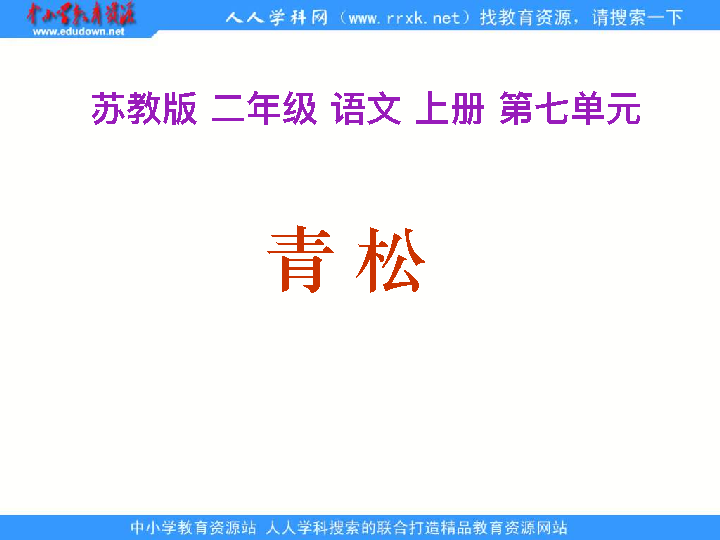 中小学教育资源
www.edudown.net
人人学科网（www.rrxk.net）找教育资源，请搜索一下
苏教版 二年级 语文 上册 第七单元
青 松
中小学教育资源站 人人学科搜索的联合打造精品教育资源网站